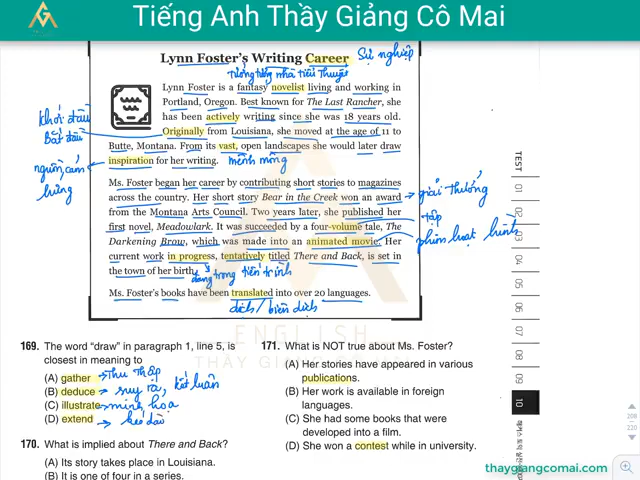 Tiếng Anh Thầy Giảng Cô Mai
Lynn Foster's Writing Career
Sự nghiệp
tưởng tượng nhà tiểu thuyết
Lynn Foster is a fantasy novelist living and working in
Portland, Oregon. Best known for The Last Rancher, she
has been actively writing since she was 18 years old.
Originally from Louisiana, she moved at the age of 11 to
Butte, Montana. From its vast, open landscapes she would later draw
inspiration for her writing.
mênh mông
khởi đầu
bắt đầu
nguồn cảm
hứng
Ms. Foster began her career by contributing short stories to magazines
across the country. Her short story Bear in the Creek won an award
giải thưởng
from the Montana Arts Council. Two years later, she published her
first novel, Meadowlark. It was succeeded by a four-volume tale, The
tập
Darkening Brow, which was made into an animated movie. Her
phim hoạt hình
current work in progress, tentatively titled There and Back, is set in
the town of her birth.
đang trong tiến trình
Ms. Foster's books have been translated into over 20 languages.
dịch / biên dịch
ENGLISH
THẦY GIẢNG CÔ MAI
169. The word "draw" in paragraph 1, line 5, is
closest in meaning to
(A) gather
thu thập
(B) deduce
suy ra, kết luận
(C) illustrate
minh họa
(D) extend
kéo dài
170. What is implied about There and Back?
(A) Its story takes place in Louisiana.
(B) It is one of four in a series.
171. What is NOT true about Ms. Foster?
(A) Her stories have appeared in various
publications.
(B) Her work is available in foreign
languages.
(C) She had some books that were
developed into a film.
(D) She won a contest while in university.
TEST
01
02
03
04
05
06
07
08
09
10
208
220
thaygiangcomai.com